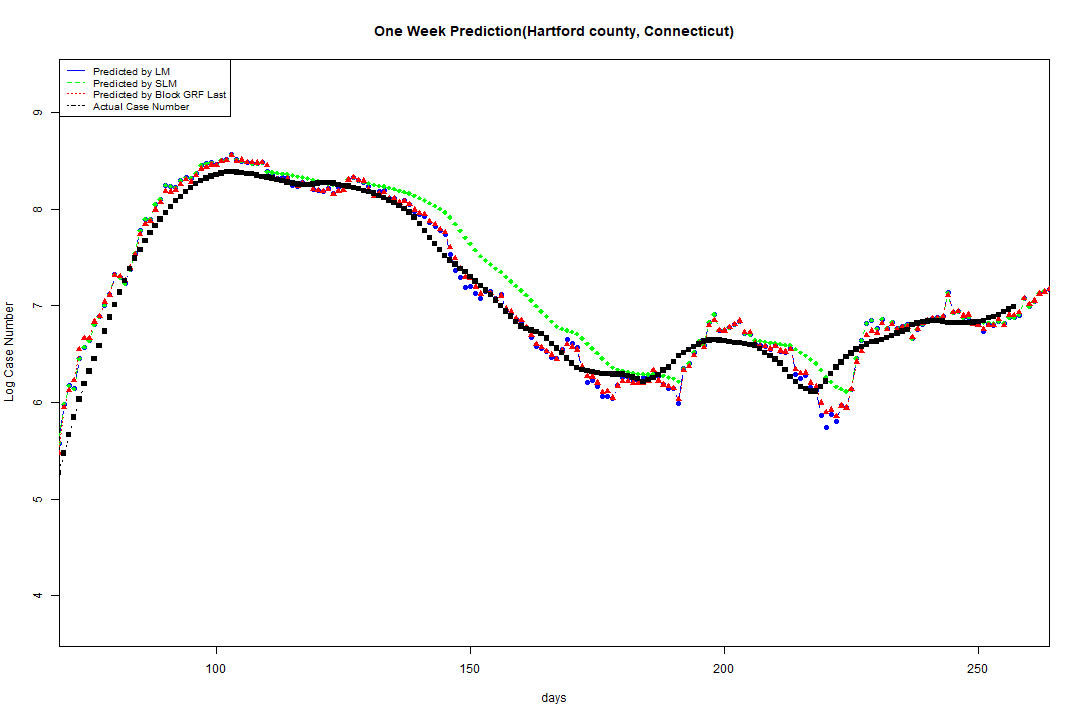 One Week Prediction(Hartford county, Connecticut)
Predicted by LM
Predicted by SLM
Predicted by Block GRF Last
Actual Case Number
9
8
7
6
5
4
Log Case Number
100 150 200 250
days